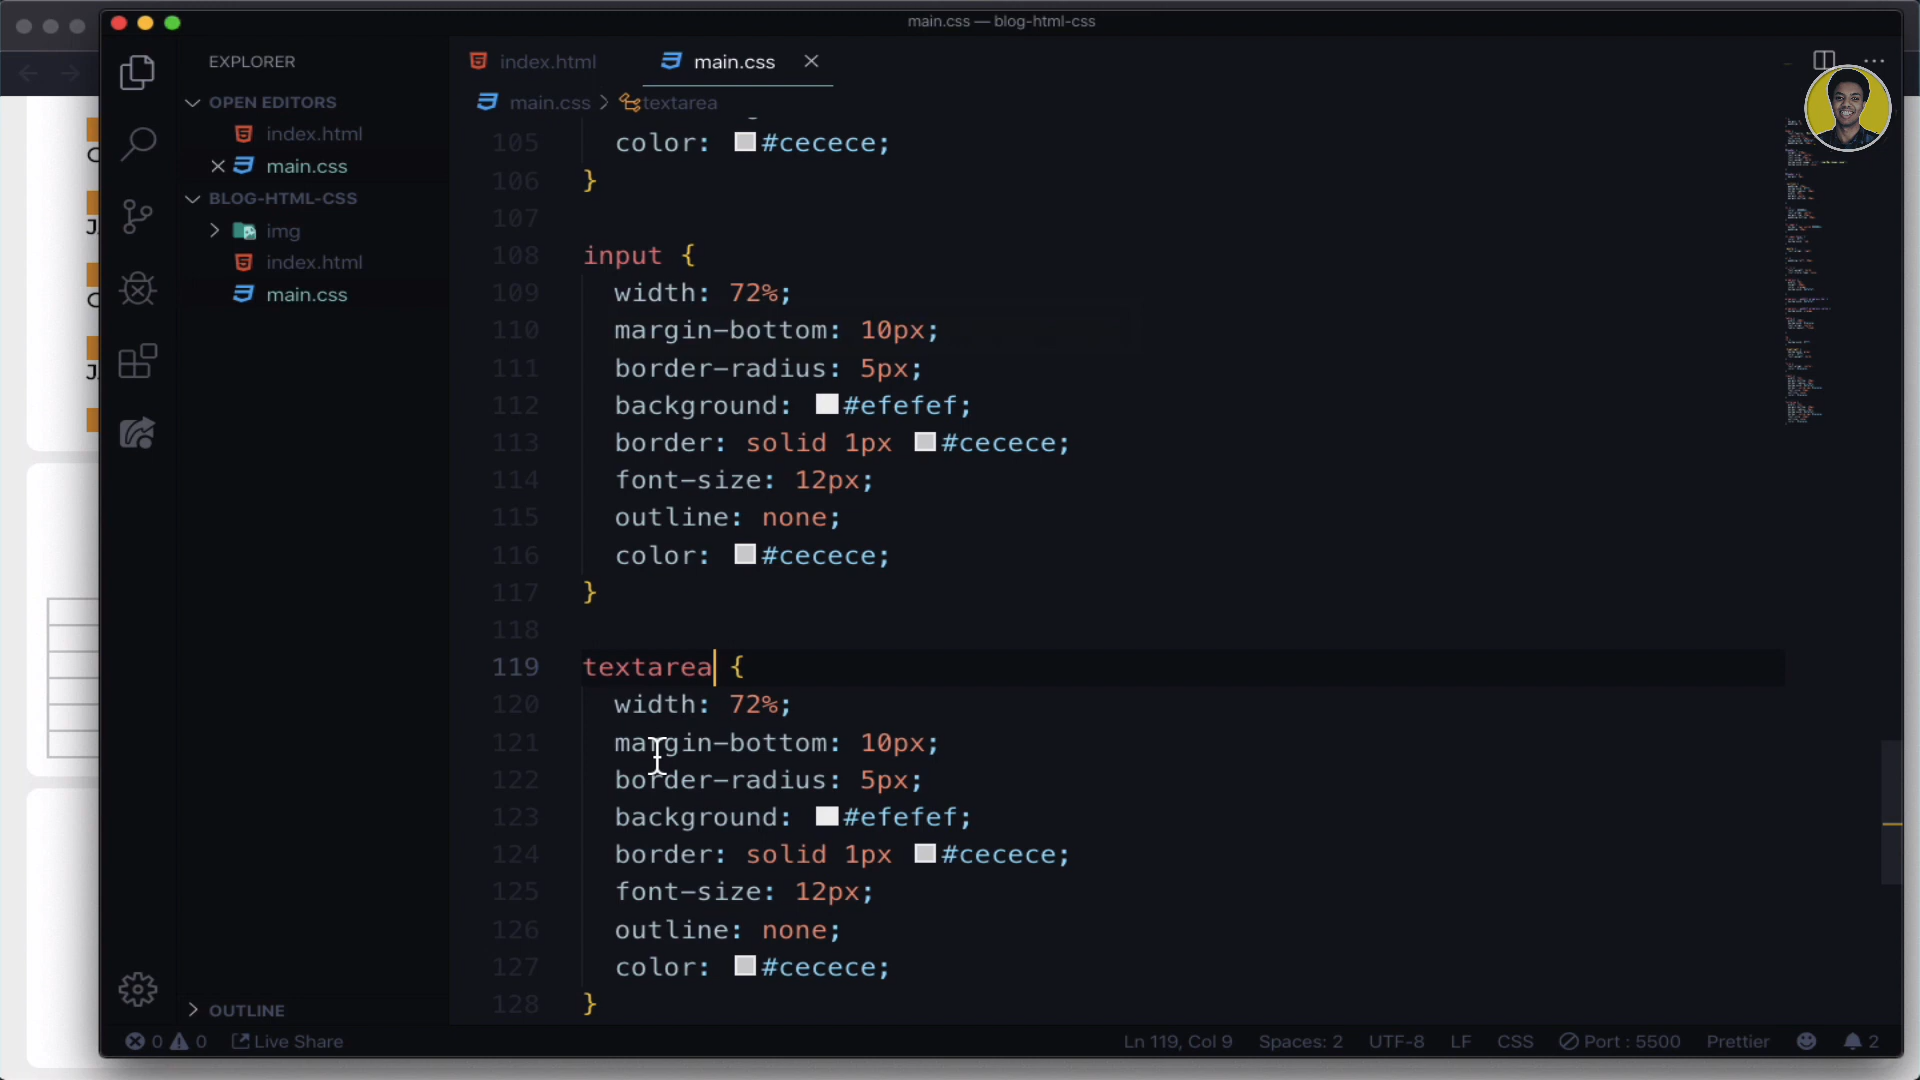 main.css — blog-html-css
EXPLORER
OPEN EDITORS
index.html
main.css
BLOG-HTML-CSS
img
index.html
main.css
OUTLINE
index.html
main.css
main.css > textarea
105 color: #cecece;
106 }
107
108 input {
109 width: 72%;
110 margin-bottom: 10px;
111 border-radius: 5px;
112 background: #efefef;
113 border: solid 1px #cecece;
114 font-size: 12px;
115 outline: none;
116 color: #cecece;
117 }
118
119 textarea {
120 width: 72%;
121 margin-bottom: 10px;
122 border-radius: 5px;
123 background: #efefef;
124 border: solid 1px #cecece;
125 font-size: 12px;
126 outline: none;
127 color: #cecece;
128 }
0 0 Live Share Ln 119, Col 9 Spaces: 2 UTF-8 LF CSS Port : 5500 Prettier 2